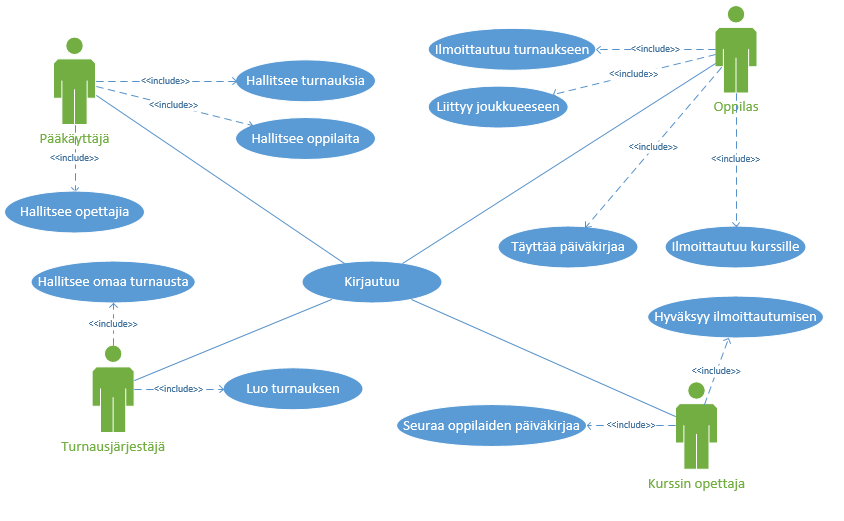 Ilmoittautuu turnaukseen
<<include>>
Oppilas
<<include>>
Liittyy joukkueeseen
<<include>>
Hallitsee turnauksia
<<include>>
Hallitsee oppilaita
Pääkäyttäjä
<<include>>
Hallitsee opettajia
<<include>>
<<include>>
Täyttää päiväkirjaa
Ilmoittautuu kurssille
Hallitsee omaa turnausta
Kirjautuu
Hyväksyy ilmoittautumisen
<<include>>
<<include>>
Luo turnauksen
Turnausjärjestäjä
<<include>>
Seuraa oppilaiden päiväkirjaa
<<include>>
Kurssin opettaja